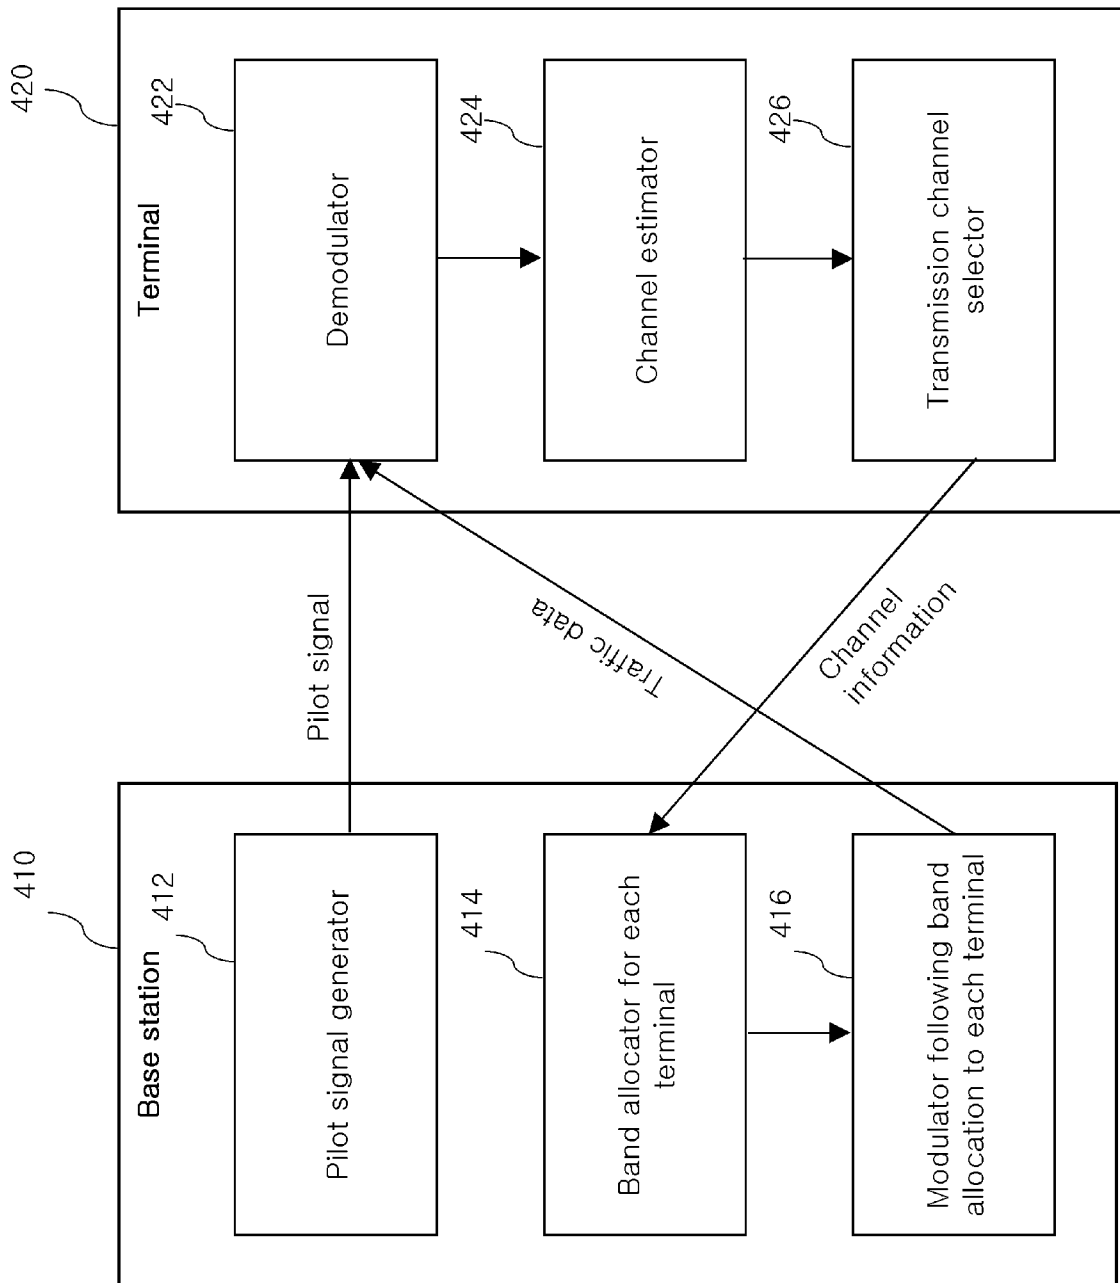 410
Base station
412
Pilot signal generator
414
Band allocator for each
terminal
416
Modulator following band
allocation to each terminal
Pilot signal
Traffic data
Channel
information
420
Terminal
422
Demodulator
424
Channel estimator
426
Transmission channel
selector